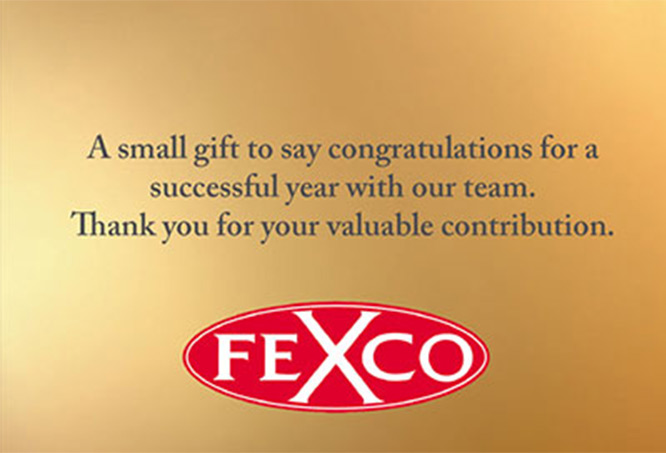 A small gift to say congratulations for a
successful year with our team.
Thank you for your valuable contribution.
FEXCO